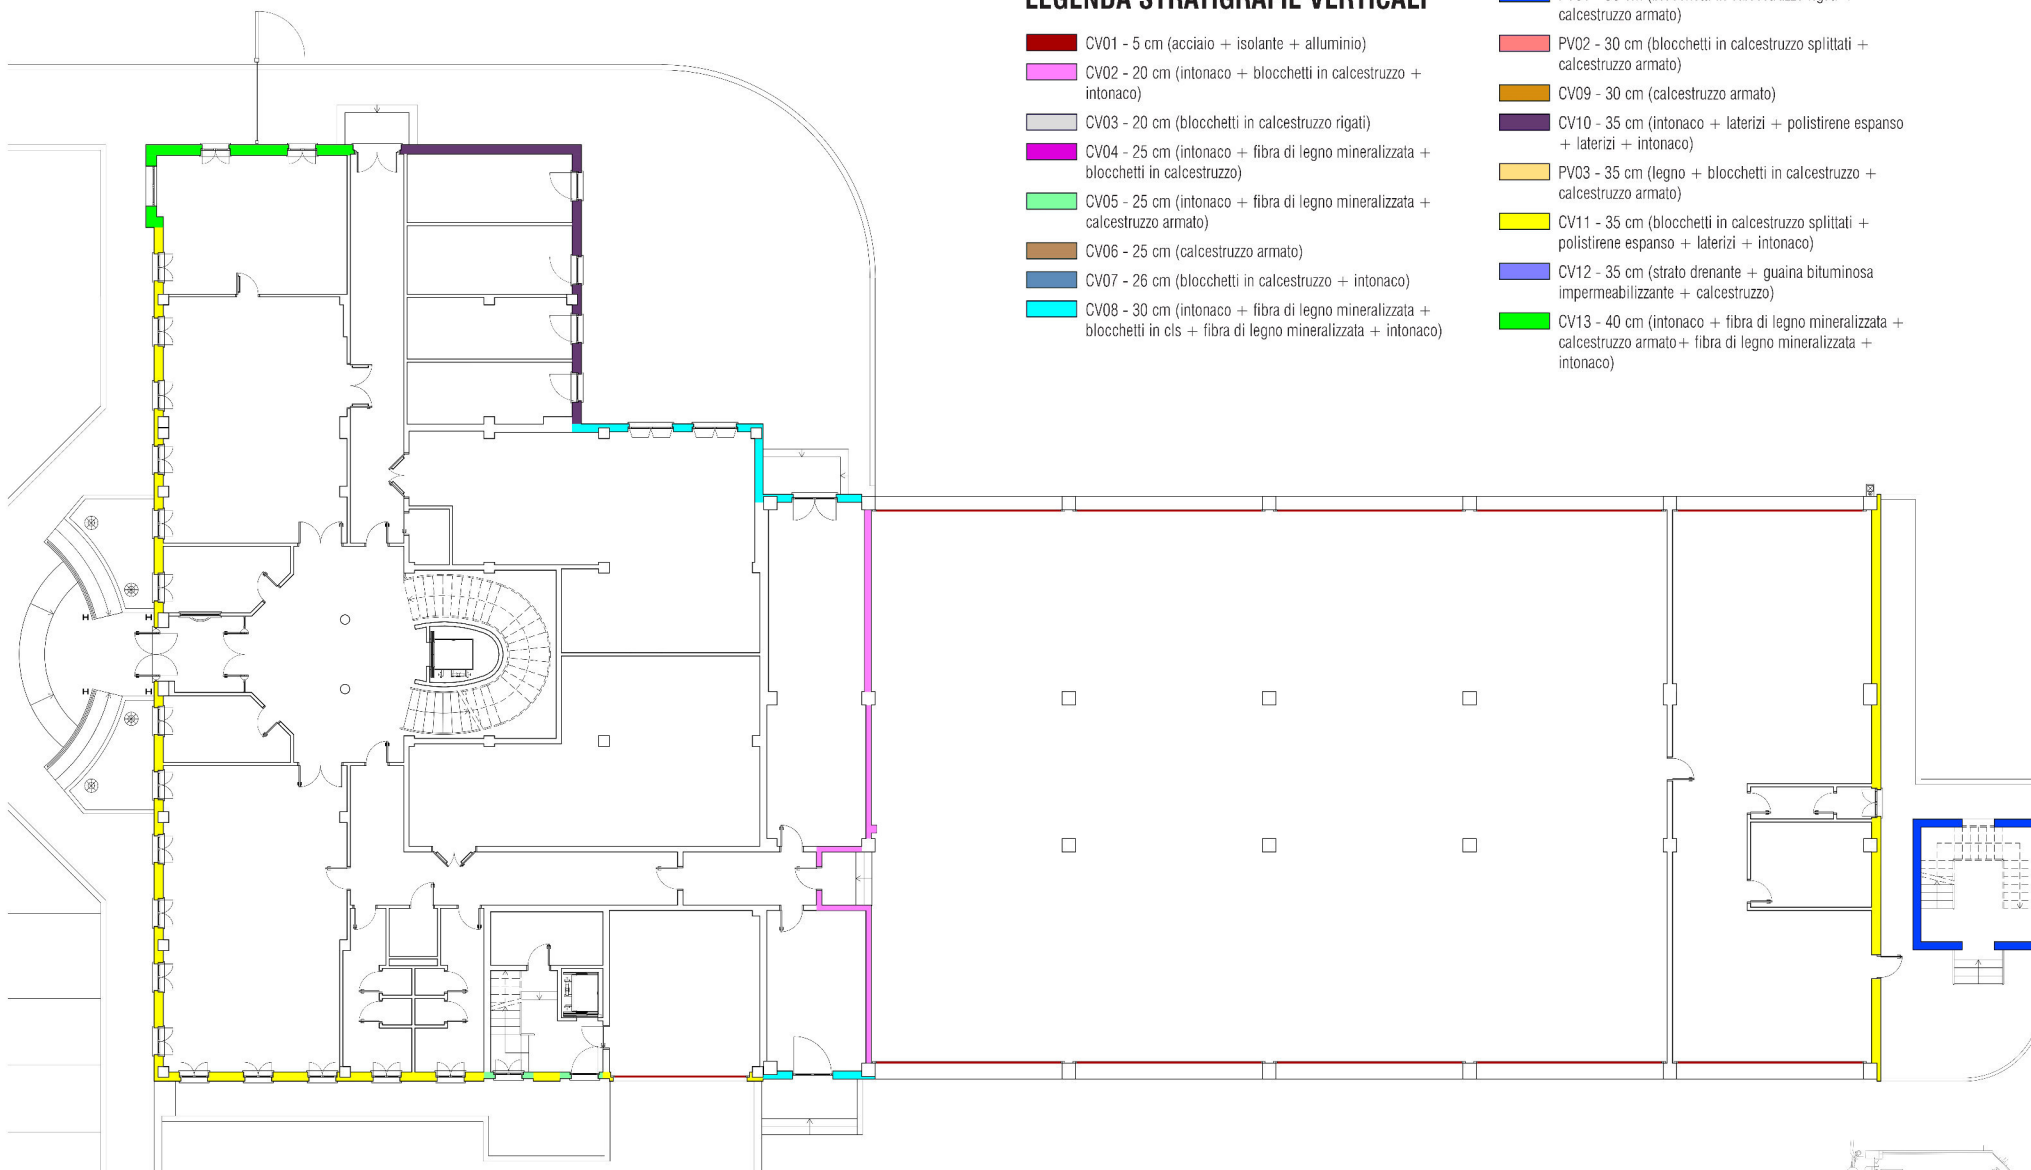 LEGENDA STRATIGRAFIE VERTICALI
CV01 - 5 cm (acciaio + isolante + alluminio)
CV02 - 20 cm (intonaco + blocchetti in calcestruzzo +
intonaco)
CV03 - 20 cm (blocchetti in calcestruzzo rigati)
CV04 - 25 cm (intonaco + fibra di legno mineralizzata +
blocchetti in calcestruzzo)
CV05 - 25 cm (intonaco + fibra di legno mineralizzata +
calcestruzzo armato)
CV06 - 25 cm (calcestruzzo armato)
CV07 - 26 cm (blocchetti in calcestruzzo + intonaco)
CV08 - 30 cm (intonaco + fibra di legno mineralizzata +
blocchetti in cls + fibra di legno mineralizzata + intonaco)
calcestruzzo armato)
PV02 - 30 cm (blocchetti in calcestruzzo splittati +
calcestruzzo armato)
CV09 - 30 cm (calcestruzzo armato)
CV10 - 35 cm (intonaco + laterizi + polistirene espanso
+ laterizi + intonaco)
PV03 - 35 cm (legno + blocchetti in calcestruzzo +
calcestruzzo armato)
CV11 - 35 cm (blocchetti in calcestruzzo splittati +
polistirene espanso + laterizi + intonaco)
CV12 - 35 cm (strato drenante + guaina bituminosa
impermeabilizzante + calcestruzzo)
CV13 - 40 cm (intonaco + fibra di legno mineralizzata +
calcestruzzo armato+ fibra di legno mineralizzata +
intonaco)